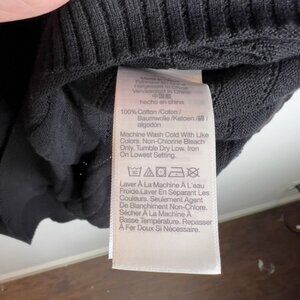 hecho en china
100% Cotton /Coton /
Baumwolle /Katoen /棉
algodón
Machine Wash Cold With Like
Colors. Non-Chlorine Bleach
Only, Tumble Dry Low. Iron
On Lowest Setting.
Laver À La Machine À L'eau
Froide.Laver En Séparant Les
Couleurs. Seulement Agent
De Blanchiment Non-Chlore.
Sécher À La Machine À
Basse Température. Repasser
À Fer Doux Si Nécessaire.